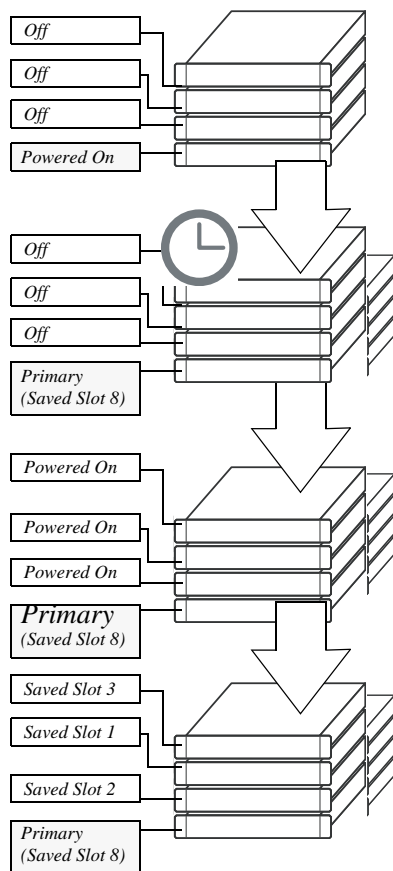 Off
Off
Off
Powered On
Off
Off
Off
Primary
(Saved Slot 8)
Powered On
Powered On
Powered On
Primary
(Saved Slot 8)
Saved Slot 3
Saved Slot 1
Saved Slot 2
Primary
(Saved Slot 8)